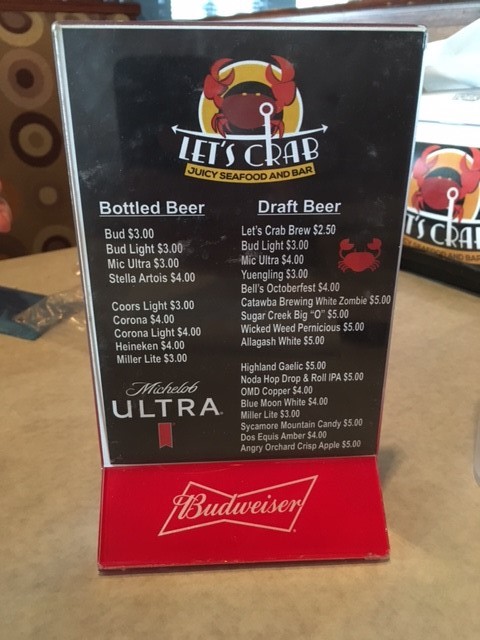 LET'S CRAB
JUICY SEAFOOD AND BAR
Bottled Beer
Bud $3.00
Bud Light $3.00
Mic Ultra $3.00
Stella Artois $4.00
Coors Light $3.00
Corona $4.00
Corona Light $4.00
Heineken $4.00
Miller Lite $3.00
Michelob
ULTRA
Draft Beer
Let's Crab Brew $2.50
Bud Light $3.00
Mic Ultra $4.00
Yuengling $3.00
Bell's Octoberfest $4.00
Catawba Brewing White Zombie $5.00
Sugar Creek Big "O" $5.00
Wicked Weed Pernicious $5.00
Allagash White $5.00
Highland Gaelic $5.00
Noda Hop Drop & Roll IPA $5.00
OMD Copper $4.00
Blue Moon White $4.00
Miller Lite $3.00
Sycamore Mountain Candy $5.00
Dos Equis Amber $4.00
Angry Orchard Crisp Apple $5.00
Budweiser
T'S CRA
SEAFOOD AND BAR